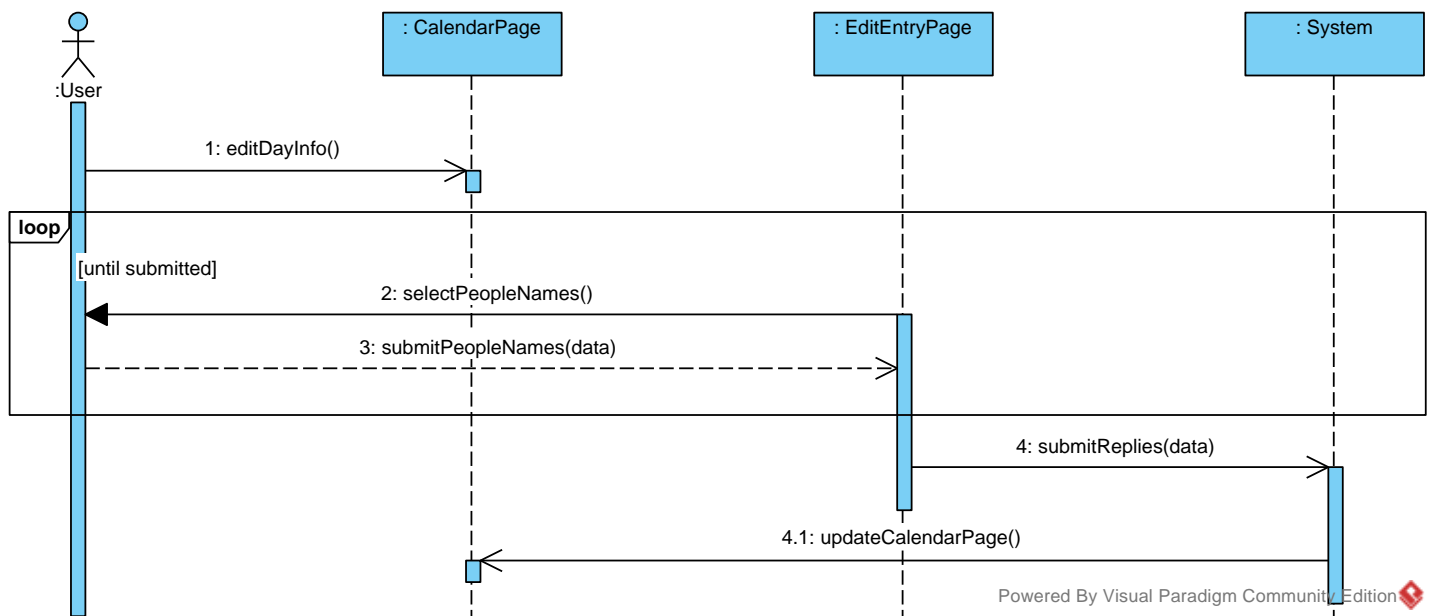 : CalendarPage
: EditEntryPage
: System
:User
1: editDayInfo()
loop
[until submitted]
2: selectPeopleNames()
3: submitPeopleNames(data)
4: submitReplies(data)
4.1: updateCalendarPage()
Powered By Visual Paradigm Community Edition